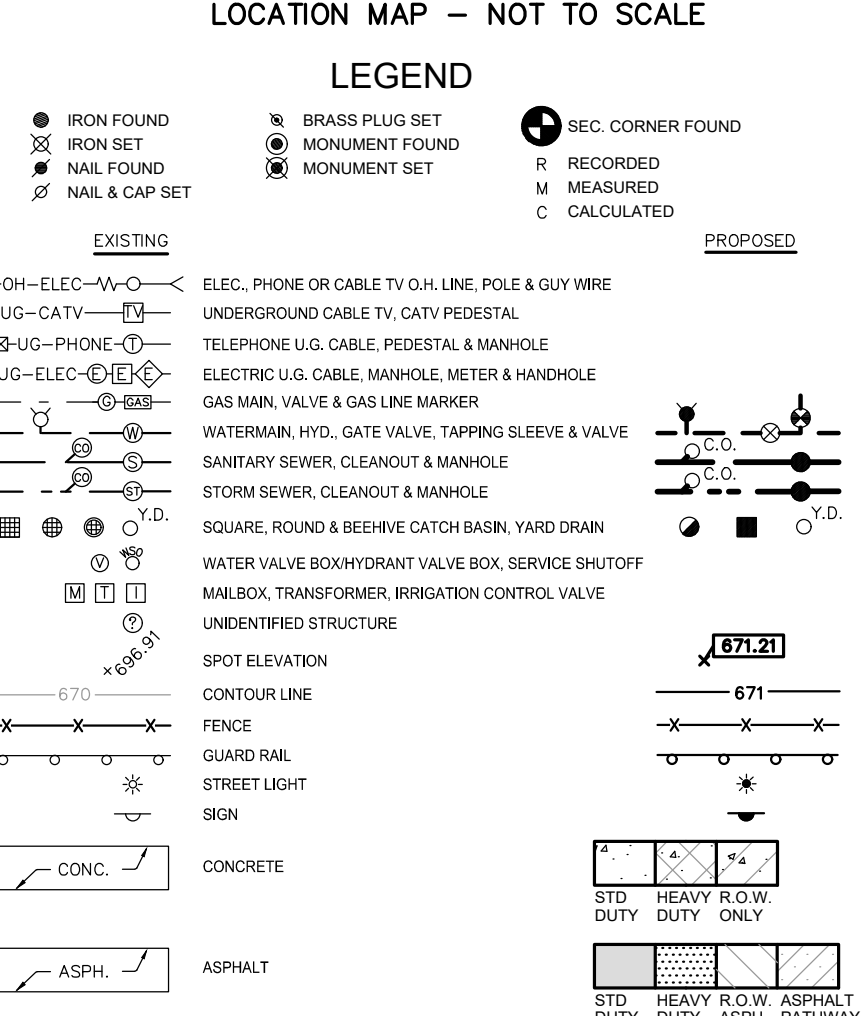 LOCATION MAP – NOT TO SCALE
LEGEND
IRON FOUND
IRON SET
NAIL FOUND
NAIL & CAP SET
BRASS PLUG SET
MONUMENT FOUND
MONUMENT SET
SEC. CORNER FOUND
R RECORDED
M MEASURED
C CALCULATED
EXISTING PROPOSED
OH-ELEC ELEC., PHONE OR CABLE TV O.H. LINE, POLE & GUY WIRE
UG-CATV TV UNDERGROUND CABLE TV, CATV PEDESTAL
UG-PHONE T TELEPHONE U.G. CABLE, PEDESTAL & MANHOLE
UG-ELEC E E E ELECTRIC U.G. CABLE, MANHOLE, METER & HANDHOLE
G GAS GAS MAIN, VALVE & GAS LINE MARKER
W WATERMAIN, HYD., GATE VALVE, TAPPING SLEEVE & VALVE
CO S SANITARY SEWER, CLEANOUT & MANHOLE C.O.
CO ST STORM SEWER, CLEANOUT & MANHOLE C.O.
Y.D. SQUARE, ROUND & BEEHIVE CATCH BASIN, YARD DRAIN Y.D.
V WSO WATER VALVE BOX/HYDRANT VALVE BOX, SERVICE SHUTOFF
M T I MAILBOX, TRANSFORMER, IRRIGATION CONTROL VALVE
? UNIDENTIFIED STRUCTURE
+696.91 SPOT ELEVATION 671.21
670 CONTOUR LINE 671
FENCE
GUARD RAIL
STREET LIGHT
SIGN
CONC. CONCRETE
STD DUTY
HEAVY DUTY
R.O.W. ONLY
ASPH. ASPHALT
STD DUTY
HEAVY DUTY
R.O.W. ASPH.
ASPHALT PATHWAY